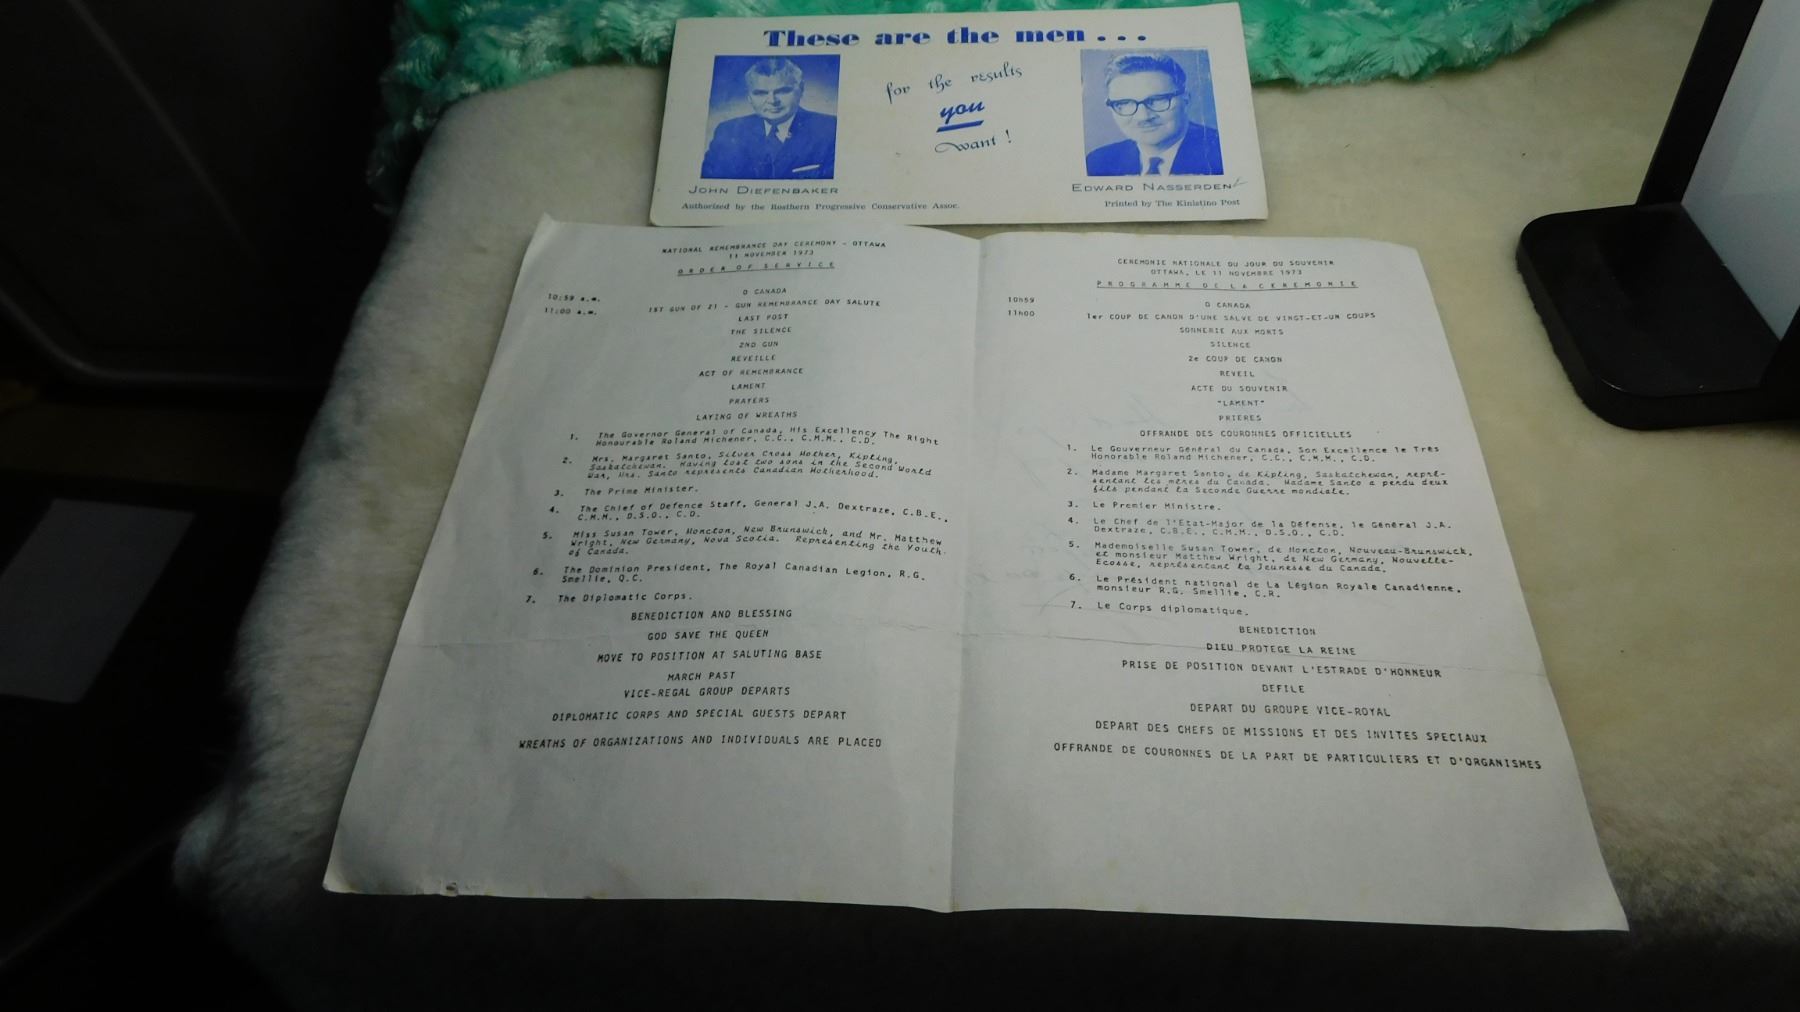 These are the men . . .
for the results
you
want !
JOHN DIEFENBAKER
EDWARD NASSERDEN
Authorized by the Rosthern Progressive Conservative Assoc.
Printed by The Kinistino Post
NATIONAL REMEMBRANCE DAY CEREMONY - OTTAWA
11 NOVEMBER 1973
ORDER OF SERVICE
10:59 a.m.
O CANADA
11:00 a.m.
1ST GUN OF 21 - GUN REMEMBRANCE DAY SALUTE
LAST POST
THE SILENCE
2ND GUN
REVEILLE
ACT OF REMEMBRANCE
LAMENT
PRAYERS
LAYING OF WREATHS
1. The Governor General of Canada, His Excellency The Right
Honourable Roland Michener, C.C., C.M.M., C.D.
2. Mrs. Margaret Santo, Silver Cross Mother, Kipling,
Saskatchewan. Having lost two sons in the Second World
War, Mrs. Santo represents Canadian Motherhood.
3. The Prime Minister.
4. The Chief of Defence Staff, General J.A. Dextraze, C.B.E.,
C.M.M., D.S.O., C.D.
5. Miss Susan Tower, Moncton, New Brunswick, and Mr. Matthew
Wright, New Germany, Nova Scotia. Representing the Youth
of Canada.
6. The Dominion President, The Royal Canadian Legion, R.G.
Smellie, Q.C.
7. The Diplomatic Corps.
BENEDICTION AND BLESSING
GOD SAVE THE QUEEN
MOVE TO POSITION AT SALUTING BASE
MARCH PAST
VICE-REGAL GROUP DEPARTS
DIPLOMATIC CORPS AND SPECIAL GUESTS DEPART
WREATHS OF ORGANIZATIONS AND INDIVIDUALS ARE PLACED
CEREMONIE NATIONALE DU JOUR DU SOUVENIR
OTTAWA, LE 11 NOVEMBRE 1973
PROGRAMME DE LA CEREMONIE
10h59
O CANADA
11h00
1er COUP DE CANON D'UNE SALVE DE VINGT-ET-UN COUPS
SONNERIE AUX MORTS
SILENCE
2e COUP DE CANON
REVEIL
ACTE DU SOUVENIR
"LAMENT"
PRIERES
OFFRANDE DES COURONNES OFFICIELLES
1. Le Gouverneur Général du Canada, Son Excellence le Très
Honorable Roland Michener, C.C., C.M.M., C.D.
2. Madame Margaret Santo, de Kipling, Saskatchewan, repré-
sentant les mères du Canada. Madame Santo a perdu deux
fils pendant la Seconde Guerre mondiale.
3. Le Premier Ministre.
4. Le Chef de l'Etat-Major de la Défense, le Général J.A.
Dextraze, C.B.E., C.M.M., D.S.O., C.D.
5. Mademoiselle Susan Tower, de Moncton, Nouveau-Brunswick,
et monsieur Matthew Wright, de New Germany, Nouvelle-
Ecosse, représentant la Jeunesse du Canada.
6. Le Président national de La Légion Royale Canadienne,
monsieur R.G. Smellie, C.R.
7. Le Corps diplomatique.
BENEDICTION
DIEU PROTEGE LA REINE
PRISE DE POSITION DEVANT L'ESTRADE D'HONNEUR
DEFILE
DEPART DU GROUPE VICE-ROYAL
DEPART DES CHEFS DE MISSIONS ET DES INVITES SPECIAUX
OFFRANDE DE COURONNES DE LA PART DE PARTICULIERS ET D'ORGANISMES